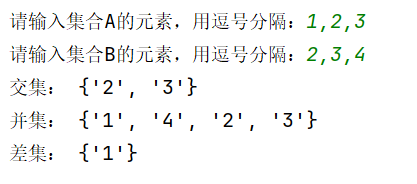 请输入集合A的元素，用逗号分隔：1,2,3
请输入集合B的元素，用逗号分隔：2,3,4
交集： {'2', '3'}
并集： {'1', '4', '2', '3'}
差集： {'1'}